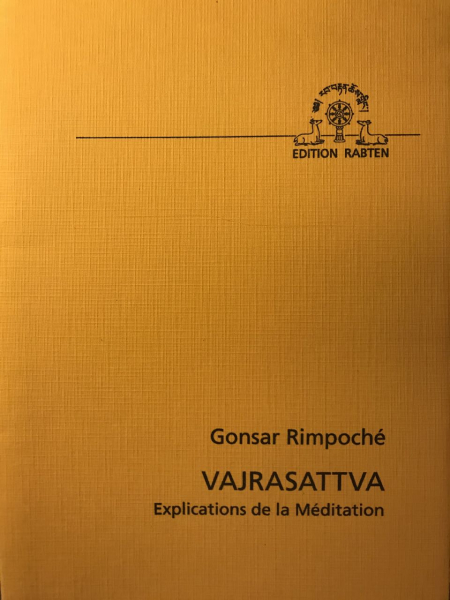 EDITION RABTEN
Gonsar Rimpoché
VAJRASATTVA
Explications de la Méditation